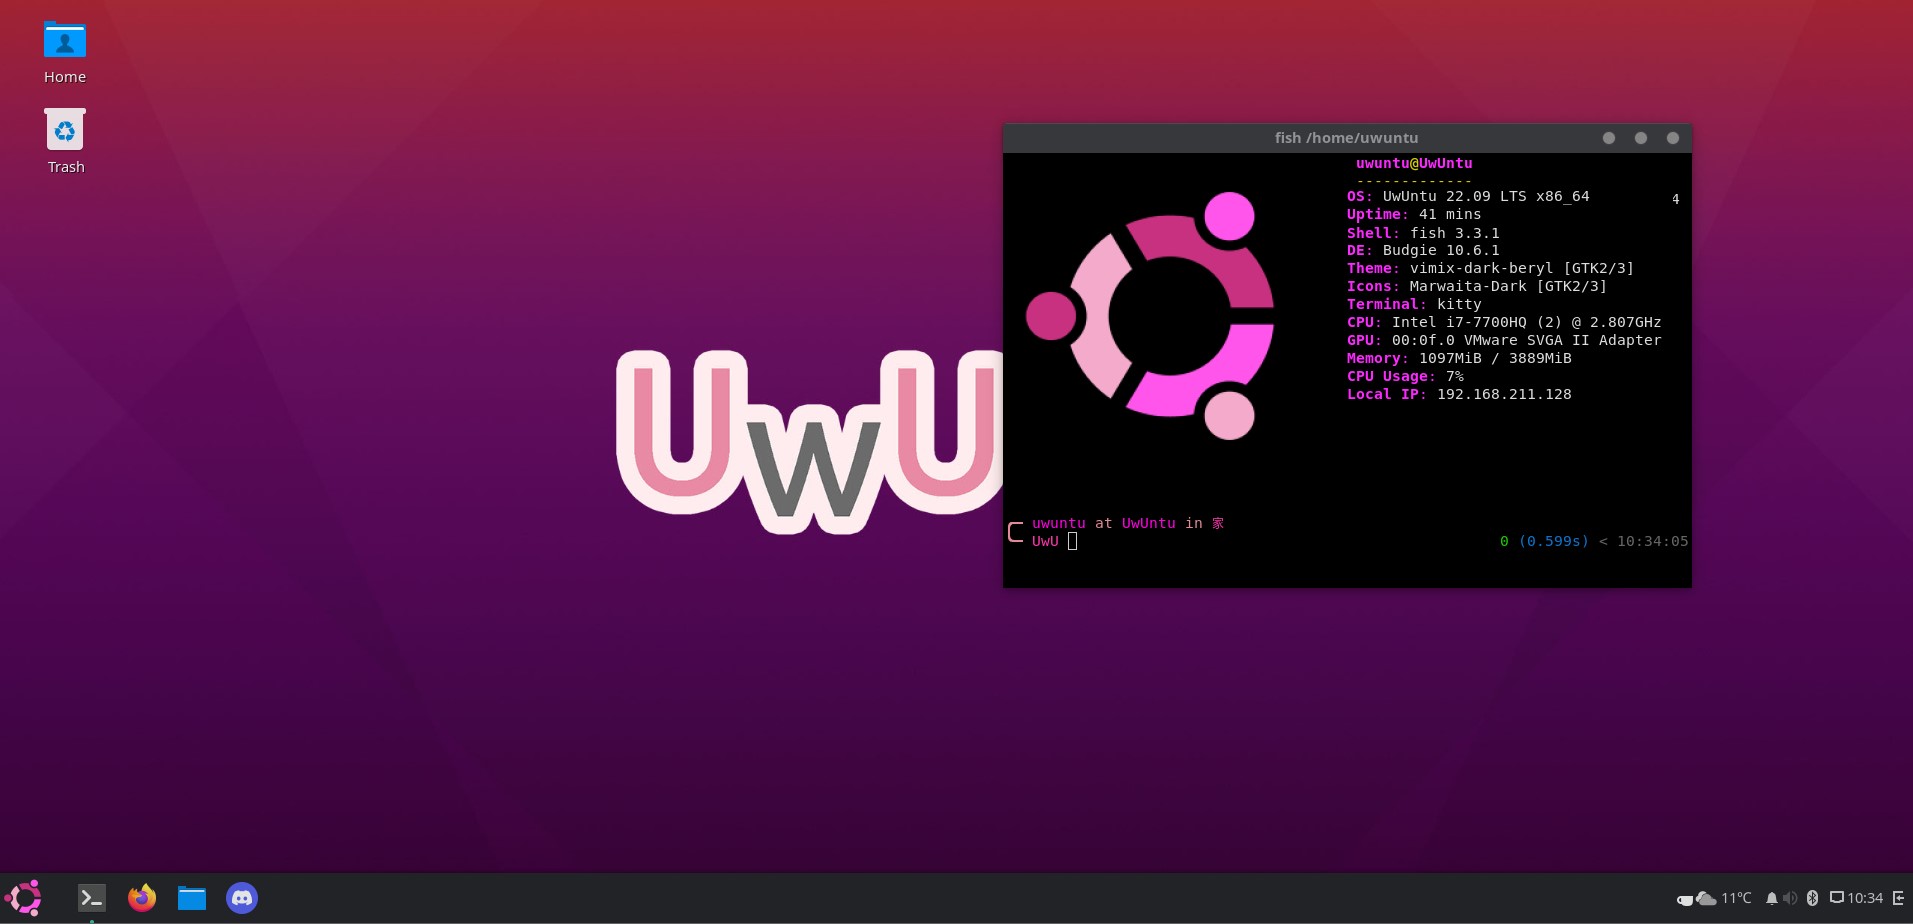 Home
Trash
UwU
fish /home/uwuntu
uwuntu@UwUntu
-------------
OS: UwUntu 22.09 LTS x86_64
4
Uptime: 41 mins
Shell: fish 3.3.1
DE: Budgie 10.6.1
Theme: vimix-dark-beryl [GTK2/3]
Icons: Marwaita-Dark [GTK2/3]
Terminal: kitty
CPU: Intel i7-7700HQ (2) @ 2.807GHz
GPU: 00:0f.0 VMware SVGA II Adapter
Memory: 1097MiB / 3889MiB
CPU Usage: 7%
Local IP: 192.168.211.128
uwuntu at UwUntu in 家
UwU 0 (0.599s) < 10:34:05
11°C 10:34